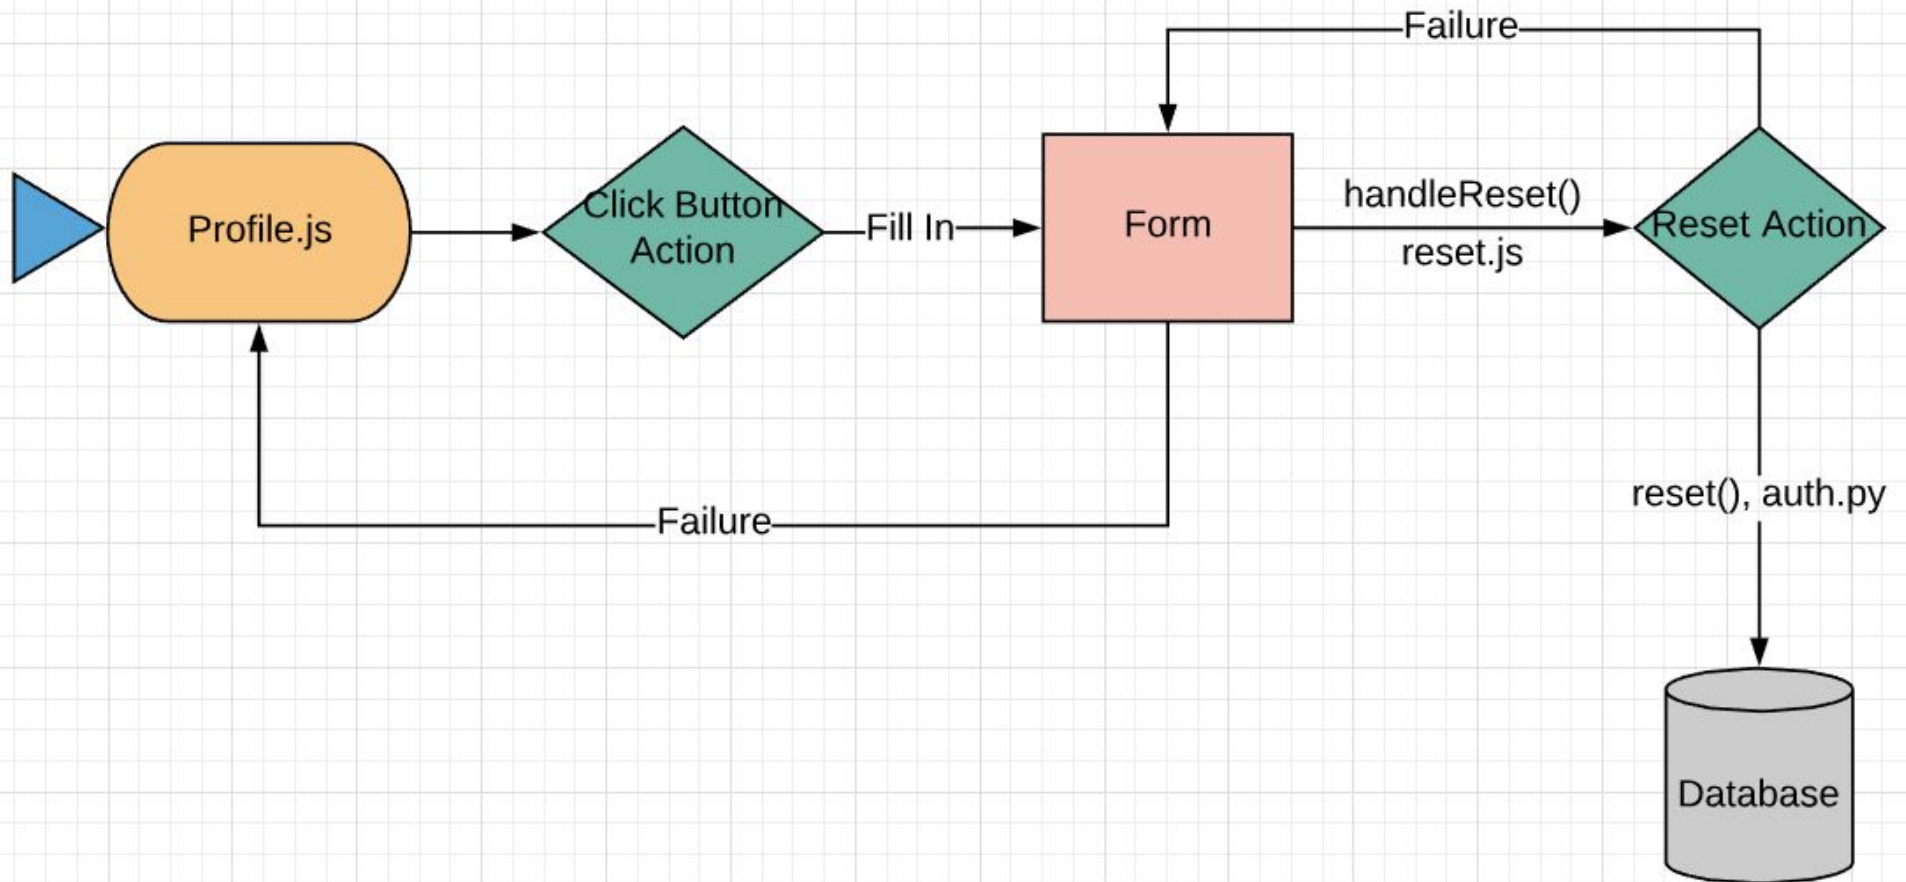 Failure
Profile.js
Click Button
Action
Fill In
Form
handleReset()
reset.js
Reset Action
Failure
reset(), auth.py
Database